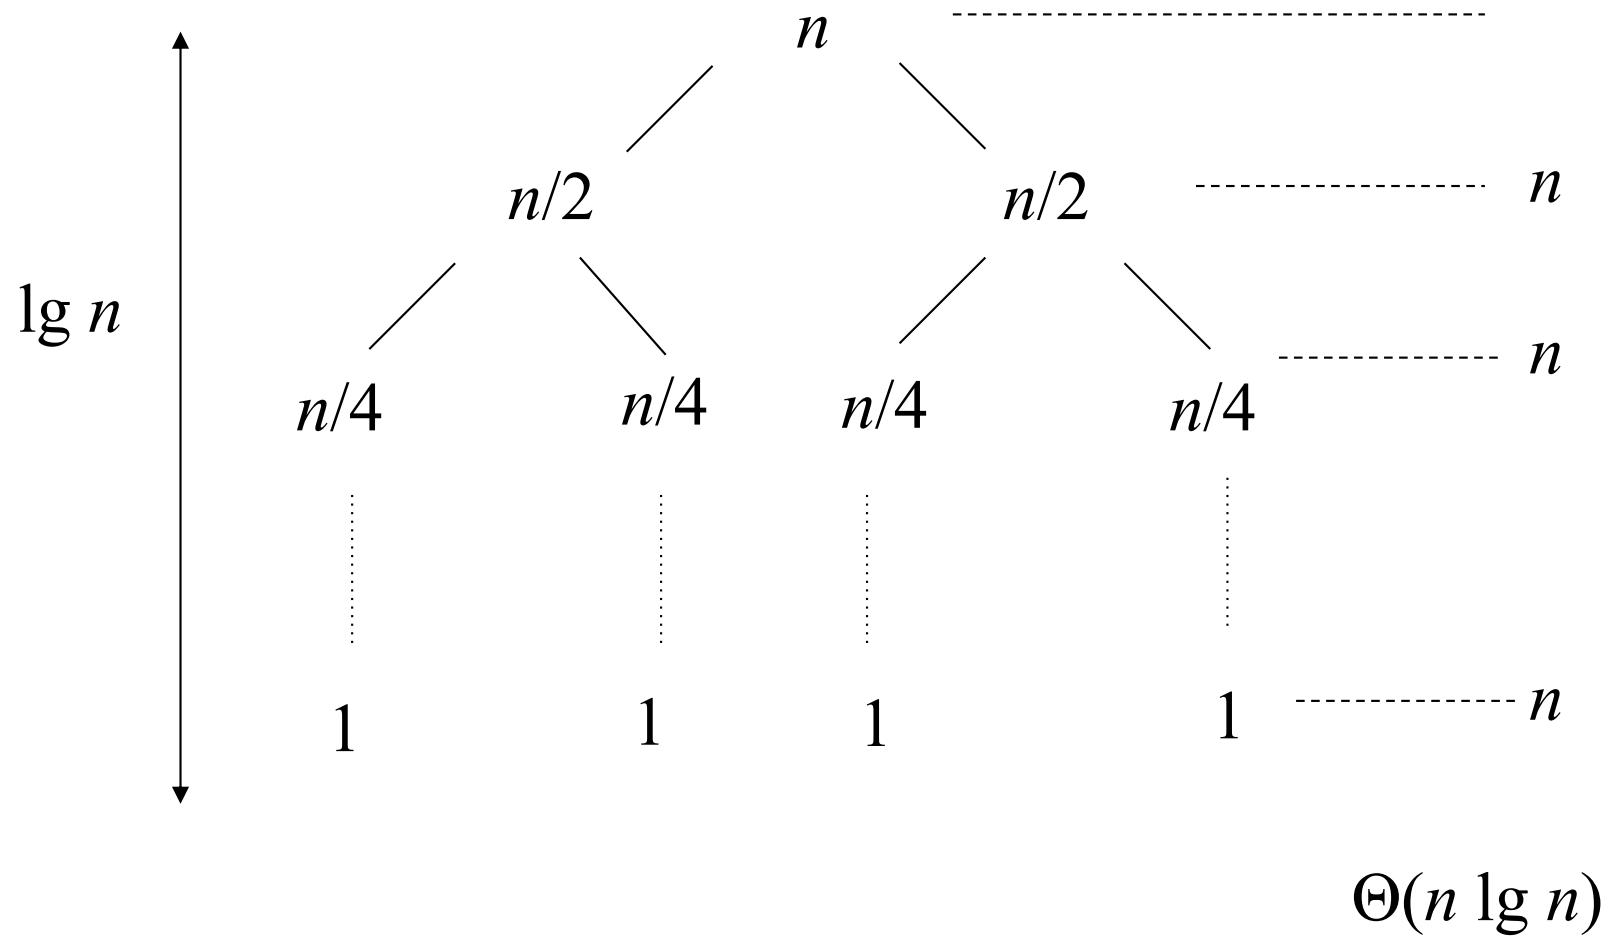 n
n/2 n/2 n
lg n
n
n/4 n/4 n/4 n/4
1 1 1 1 n
Θ(n lg n)